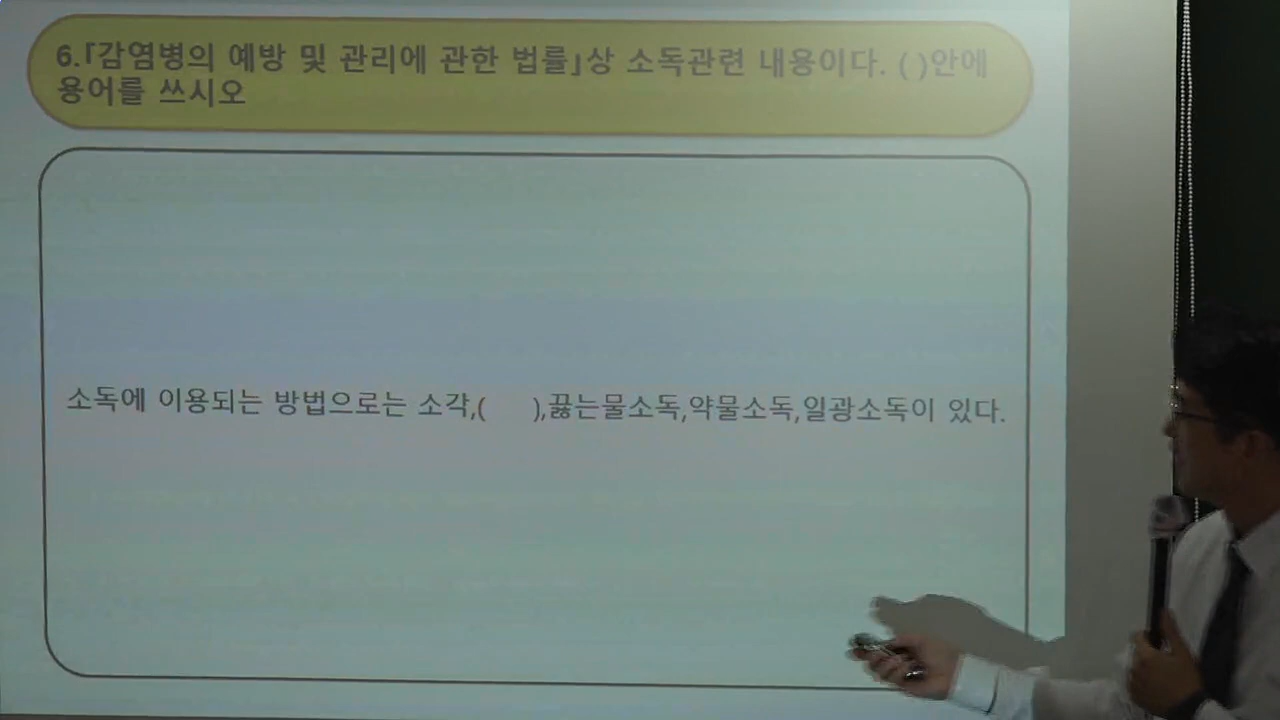 6.「감염병의 예방 및 관리에 관한 법률」상 소독관련 내용이다. ( )안에
용어를 쓰시오
소독에 이용되는 방법으로는 소각,( ),끓는물소독,약물소독,일광소독이 있다.